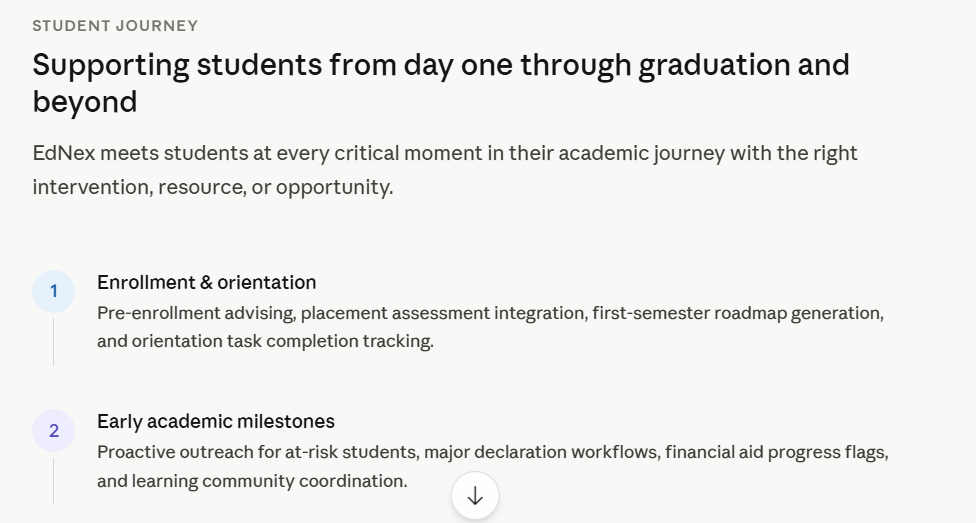 STUDENT JOURNEY
Supporting students from day one through graduation and
beyond
EdNex meets students at every critical moment in their academic journey with the right
intervention, resource, or opportunity.
1
Enrollment & orientation
Pre-enrollment advising, placement assessment integration, first-semester roadmap generation,
and orientation task completion tracking.
2
Early academic milestones
Proactive outreach for at-risk students, major declaration workflows, financial aid progress flags,
and learning community coordination.